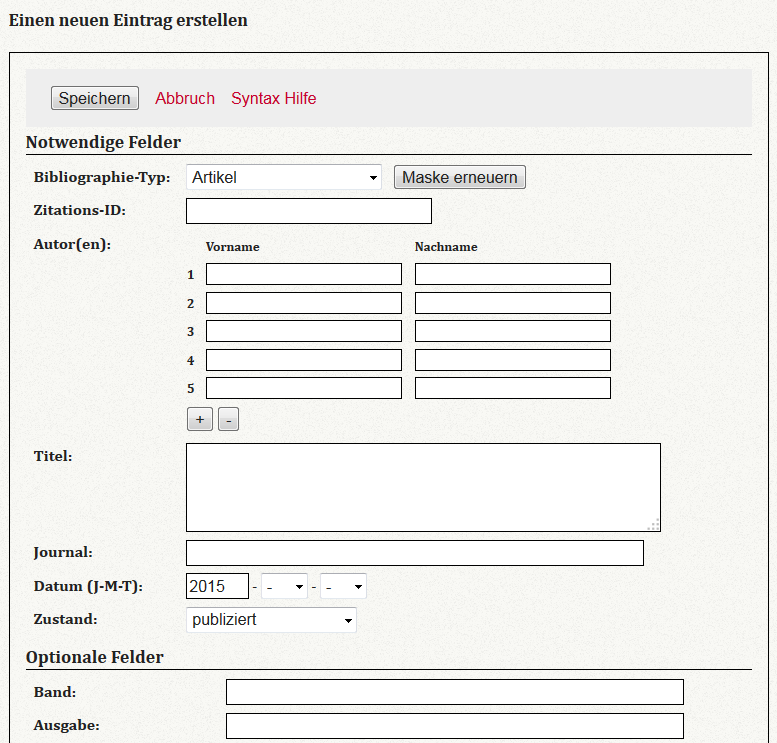 Einen neuen Eintrag erstellen
Speichern Abbruch Syntax Hilfe
Notwendige Felder
Bibliographie-Typ: Artikel Maske erneuern
Zitations-ID:
Autor(en): Vorname Nachname
1
2
3
4
5
+ -
Titel:
Journal:
Datum (J-M-T): 2015 - - - -
Zustand: publiziert
Optionale Felder
Band:
Ausgabe: